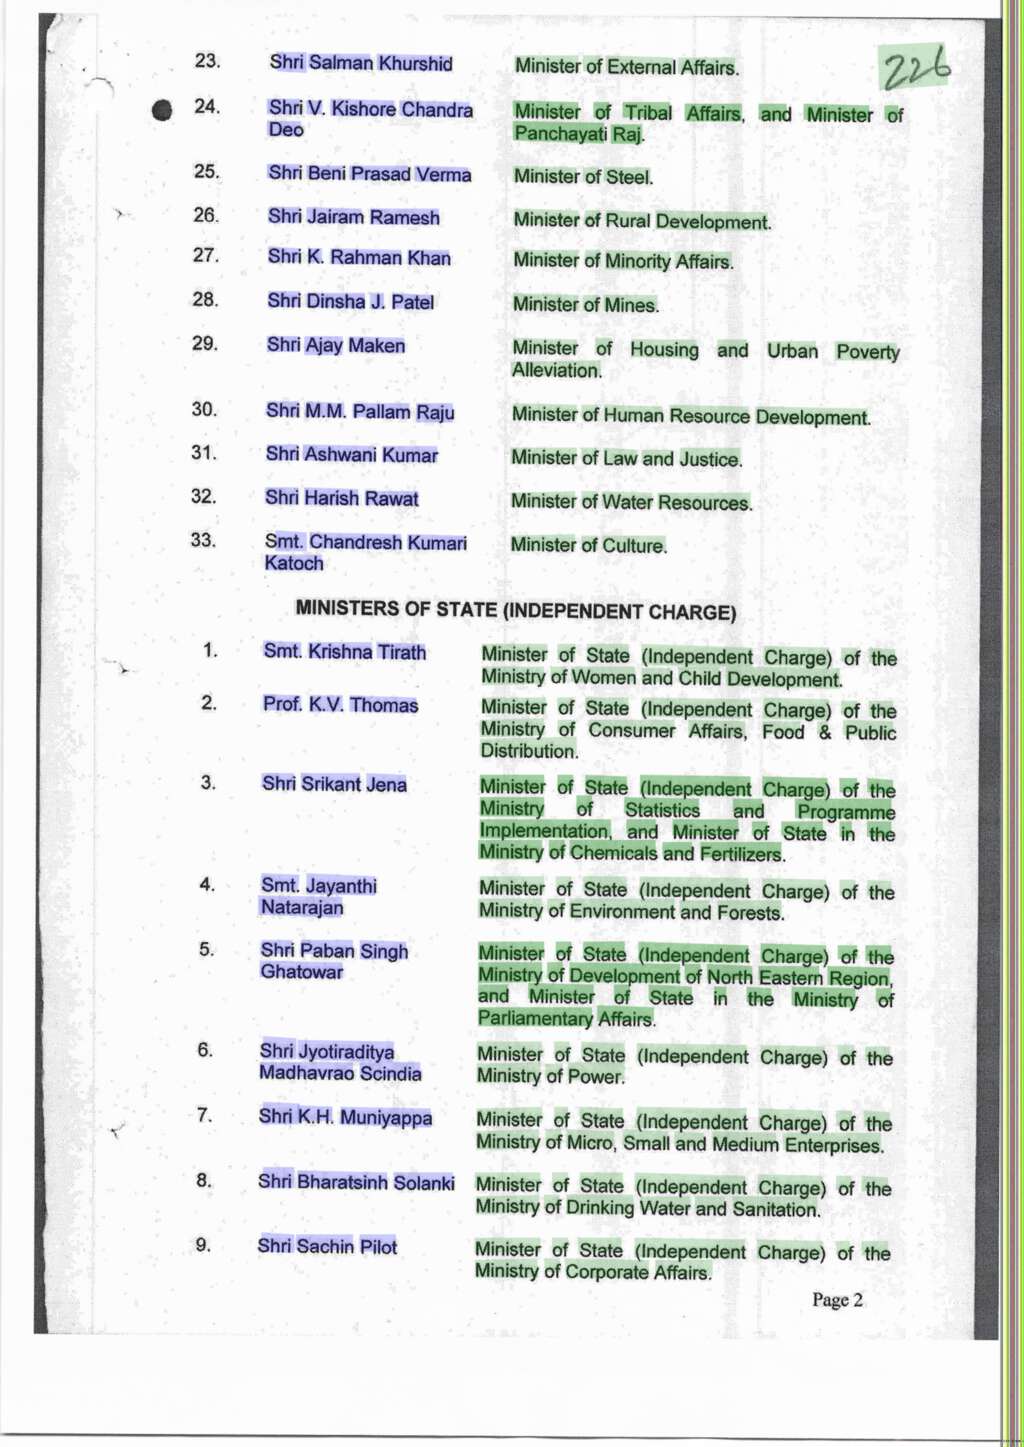 226
23. Shri Salman Khurshid Minister of External Affairs.
24. Shri V. Kishore Chandra Minister of Tribal Affairs, and Minister of
Deo Panchayati Raj.
25. Shri Beni Prasad Verma Minister of Steel.
26. Shri Jairam Ramesh Minister of Rural Development.
27. Shri K. Rahman Khan Minister of Minority Affairs.
28. Shri Dinsha J. Patel Minister of Mines.
29. Shri Ajay Maken Minister of Housing and Urban Poverty
Alleviation.
30. Shri M.M. Pallam Raju Minister of Human Resource Development.
31. Shri Ashwani Kumar Minister of Law and Justice.
32. Shri Harish Rawat Minister of Water Resources.
33. Smt. Chandresh Kumari Minister of Culture.
Katoch
MINISTERS OF STATE (INDEPENDENT CHARGE)
1. Smt. Krishna Tirath Minister of State (Independent Charge) of the
Ministry of Women and Child Development.
2. Prof. K.V. Thomas Minister of State (Independent Charge) of the
Ministry of Consumer Affairs, Food & Public
Distribution.
3. Shri Srikant Jena Minister of State (Independent Charge) of the
Ministry of Statistics and Programme
Implementation, and Minister of State in the
Ministry of Chemicals and Fertilizers.
4. Smt. Jayanthi Minister of State (Independent Charge) of the
Natarajan Ministry of Environment and Forests.
5. Shri Paban Singh Minister of State (Independent Charge) of the
Ghatowar Ministry of Development of North Eastern Region,
and Minister of State in the Ministry of
Parliamentary Affairs.
6. Shri Jyotiraditya Minister of State (Independent Charge) of the
Madhavrao Scindia Ministry of Power.
7. Shri K.H. Muniyappa Minister of State (Independent Charge) of the
Ministry of Micro, Small and Medium Enterprises.
8. Shri Bharatsinh Solanki Minister of State (Independent Charge) of the
Ministry of Drinking Water and Sanitation.
9. Shri Sachin Pilot Minister of State (Independent Charge) of the
Ministry of Corporate Affairs.
Page 2